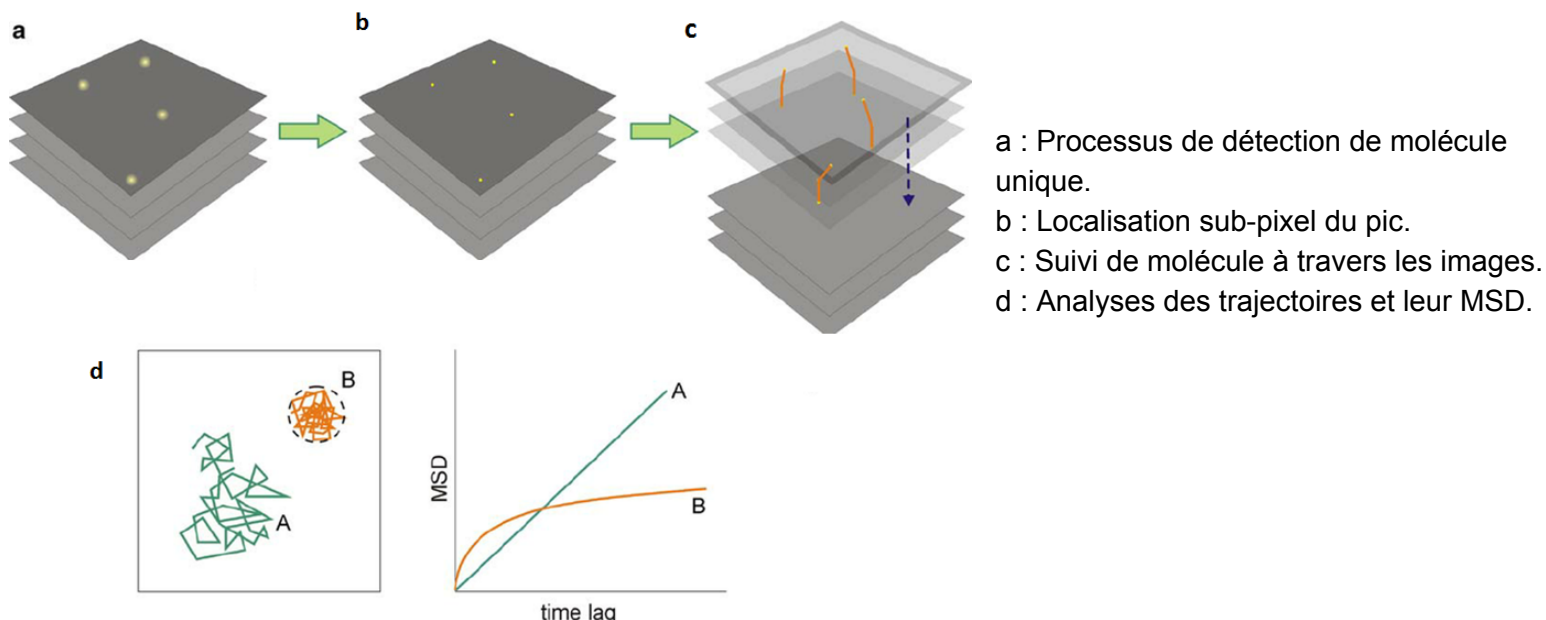 a
b
c
a : Processus de détection de molécule
unique.
b : Localisation sub-pixel du pic.
c : Suivi de molécule à travers les images.
d : Analyses des trajectoires et leur MSD.
d
B
A
MSD
A
B
time lag